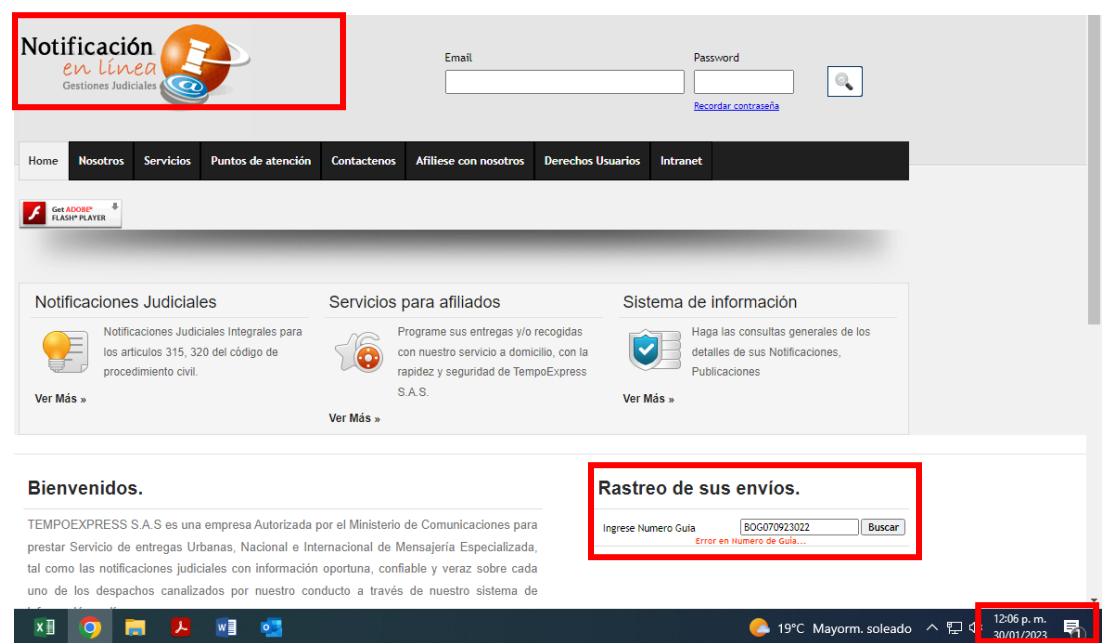 Notificación
en línea
Gestiones Judiciales
Email
Password
Recordar contraseña
Home Nosotros Servicios Puntos de atención Contactenos Afiliese con nosotros Derechos Usuarios Intranet
Get ADOBE®
FLASH® PLAYER
Notificaciones Judiciales
Notificaciones Judiciales Integrales para
los articulos 315, 320 del código de
procedimiento civil.
Ver Más »
Servicios para afiliados
Programe sus entregas y/o recogidas
con nuestro servicio a domicilio, con la
rapidez y seguridad de TempoExpress
S.A.S.
Ver Más »
Sistema de información
Haga las consultas generales de los
detalles de sus Notificaciones,
Publicaciones
Ver Más »
Bienvenidos.
TEMPOEXPRESS S.A.S es una empresa Autorizada por el Ministerio de Comunicaciones para
prestar Servicio de entregas Urbanas, Nacional e Internacional de Mensajería Especializada,
tal como las notificaciones judiciales con información oportuna, confiable y veraz sobre cada
uno de los despachos canalizados por nuestro conducto a través de nuestro sistema de
Rastreo de sus envíos.
Ingrese Numero Guia BOG070923022 Buscar
Error en Numero de Guia...
19°C Mayorm. soleado
12:06 p. m.
30/01/2023
1